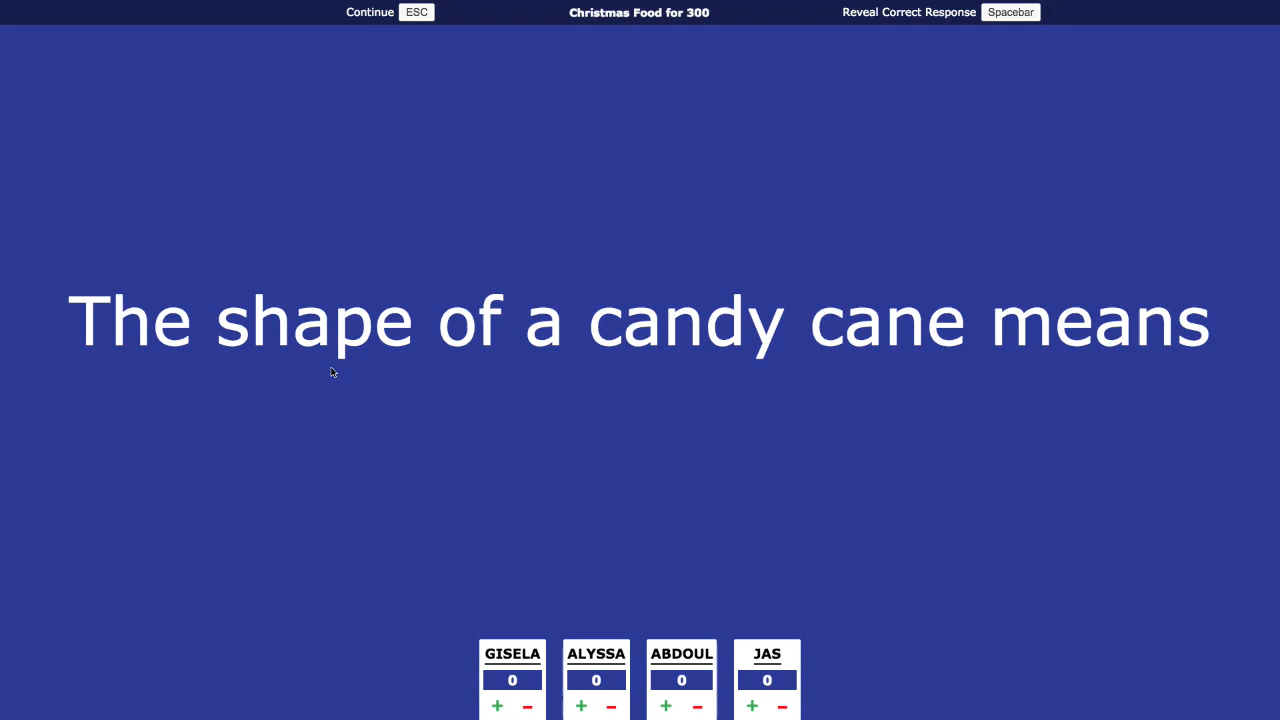 Continue ESC Christmas Food for 300 Reveal Correct Response Spacebar
The shape of a candy cane means
GISELA ALYSSA ABDOUL JAS
0 0 0 0
+ - + - + - + -